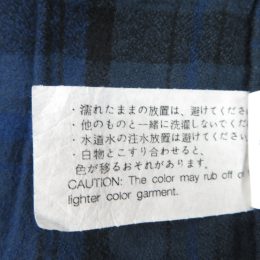 ・濡れたままの放置は、避けてくださ
・他のものと一緒に洗濯しないでくだ
・水道水の注水放置は避けてくださ
・白物とこすり合わせると、
色が移るおそれがあります。
CAUTION: The color may rub off o
lighter color garment.